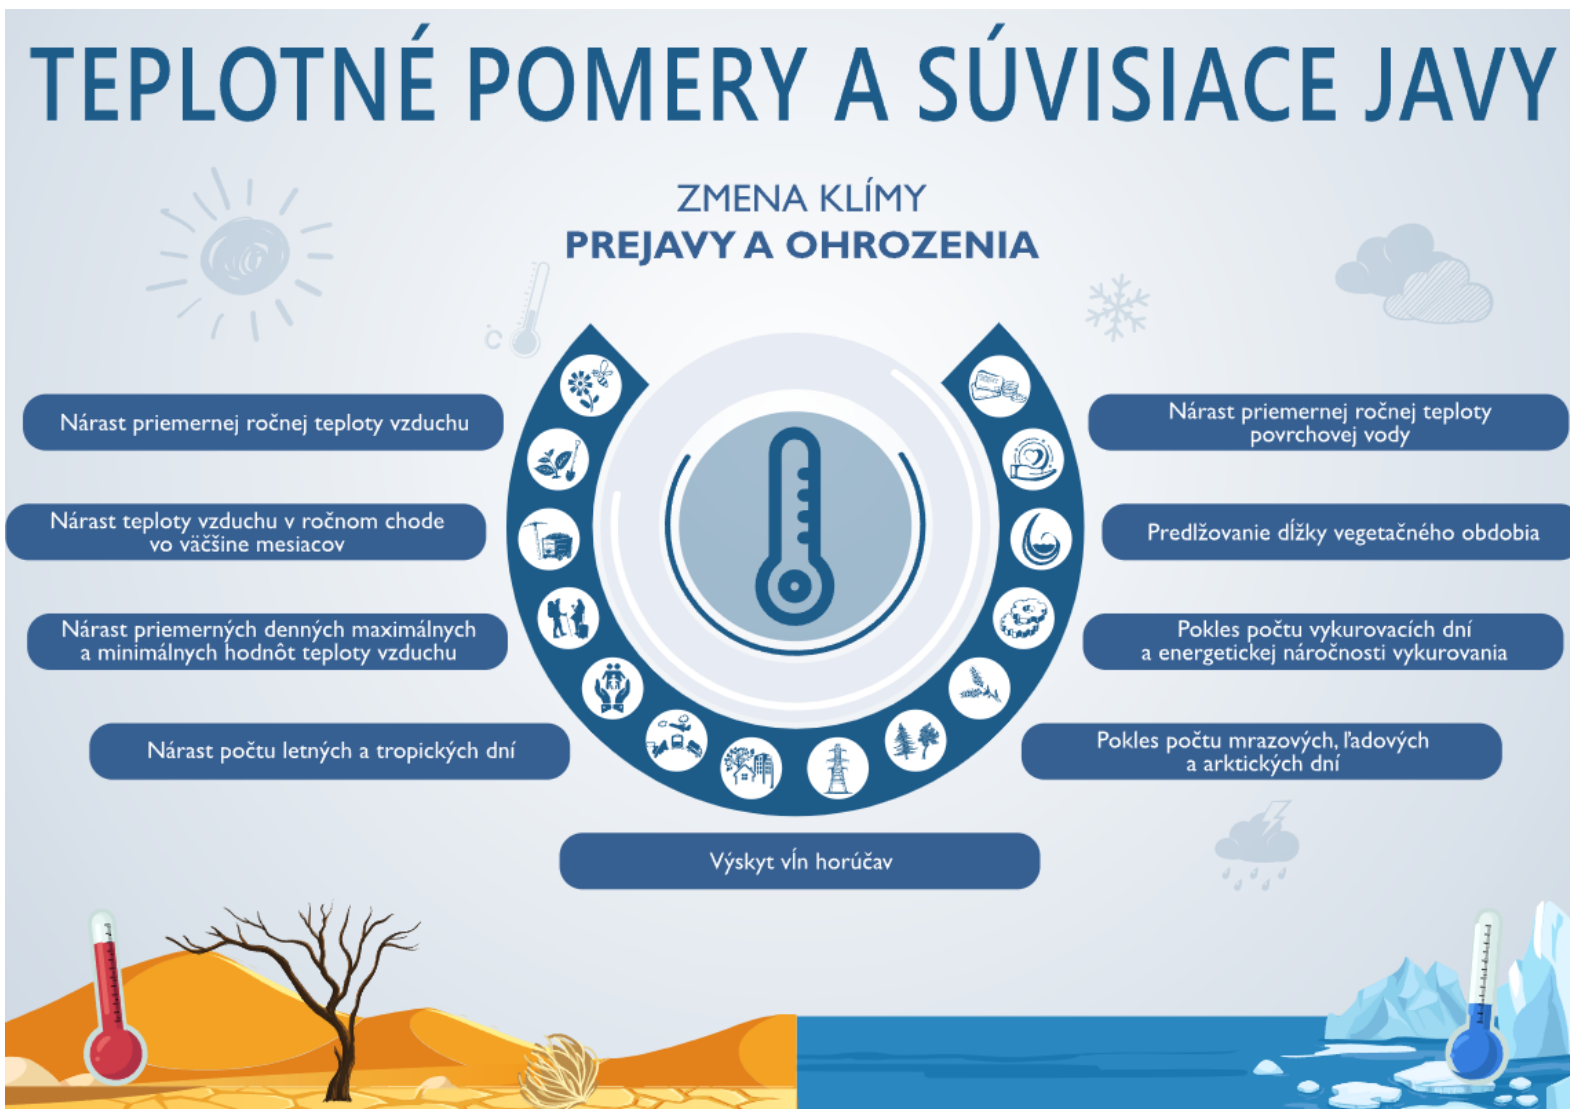 TEPLOTNÉ POMERY A SÚVISIACE JAVY
ZMENA KLÍMY
PREJAVY A OHROZENIA
°C
Nárast priemernej ročnej teploty vzduchu
Nárast teploty vzduchu v ročnom chode
vo väčšine mesiacov
Nárast priemerných denných maximálnych
a minimálnych hodnôt teploty vzduchu
Nárast počtu letných a tropických dní
Výskyt vĺn horúčav
Nárast priemernej ročnej teploty
povrchovej vody
Predlžovanie dĺžky vegetačného obdobia
Pokles počtu vykurovacích dní
a energetickej náročnosti vykurovania
Pokles počtu mrazových, ľadových
a arktických dní